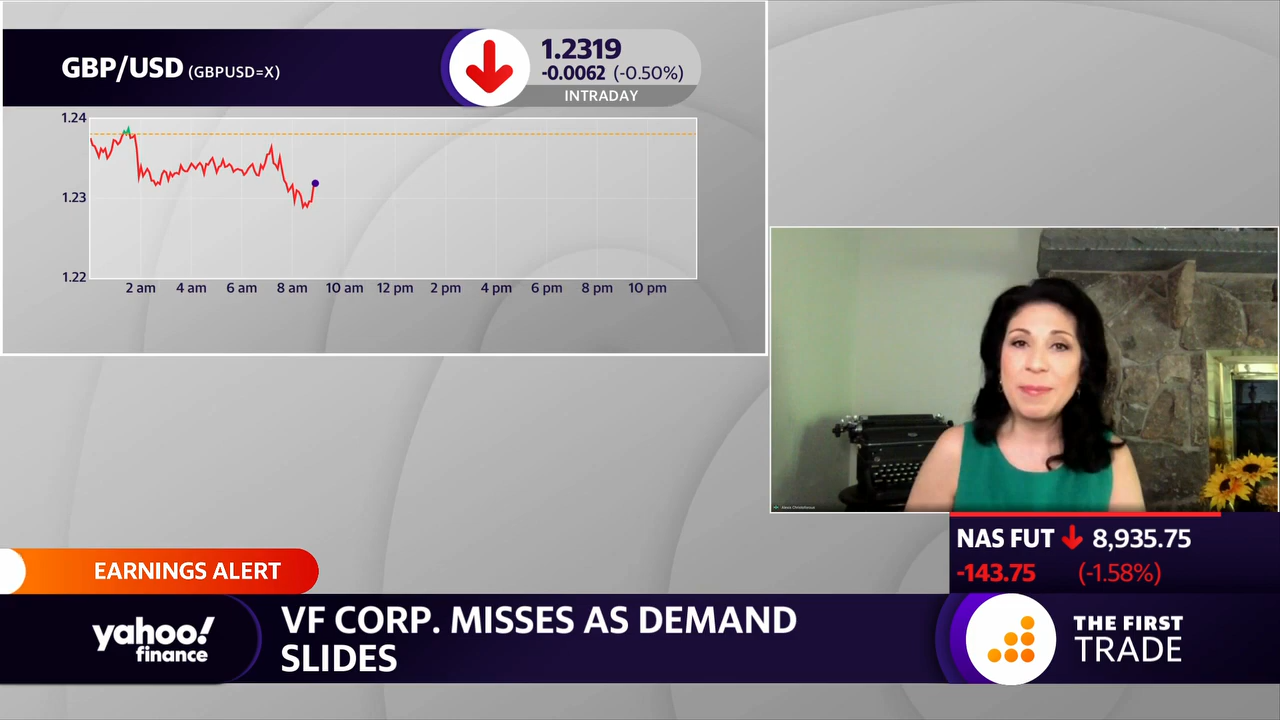 GBP/USD (GBPUSD=X)
1.2319
-0.0062 (-0.50%)
INTRADAY
1.24
1.23
1.22
2 am 4 am 6 am 8 am 10 am 12 pm 2 pm 4 pm 6 pm 8 pm 10 pm
NAS FUT 8,935.75
-143.75 (-1.58%)
EARNINGS ALERT
yahoo!
finance
VF CORP. MISSES AS DEMAND
SLIDES
THE FIRST
TRADE